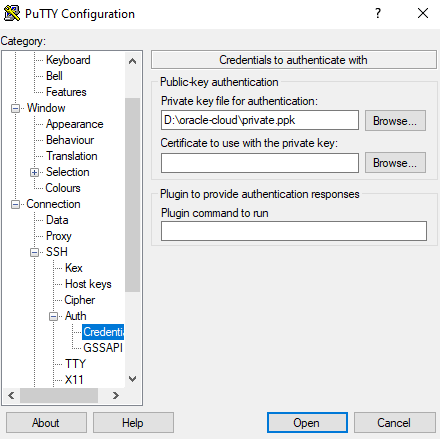 PuTTY Configuration
?
Category:
Keyboard
Bell
Features
Window
Appearance
Behaviour
Translation
Selection
Colours
Connection
Data
Proxy
SSH
Kex
Host keys
Cipher
Auth
Credentia
GSSAPI
TTY
X11
Credentials to authenticate with
Public-key authentication
Private key file for authentication:
D:\oracle-cloud\private.ppk
Browse...
Certificate to use with the private key:
Browse...
Plugin to provide authentication responses
Plugin command to run
About
Help
Open
Cancel